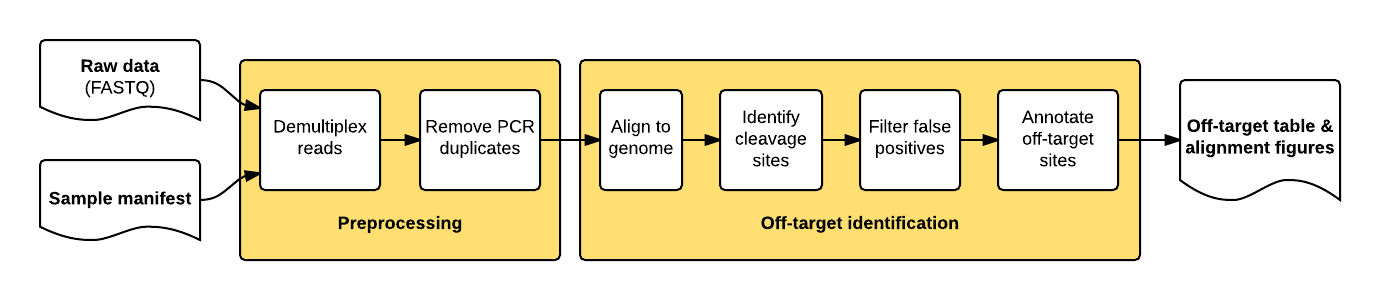 Raw data
(FASTQ)
Sample manifest
Demultiplex
reads
Remove PCR
duplicates
Preprocessing
Align to
genome
Identify
cleavage
sites
Filter false
positives
Annotate
off-target
sites
Off-target identification
Off-target table &
alignment figures